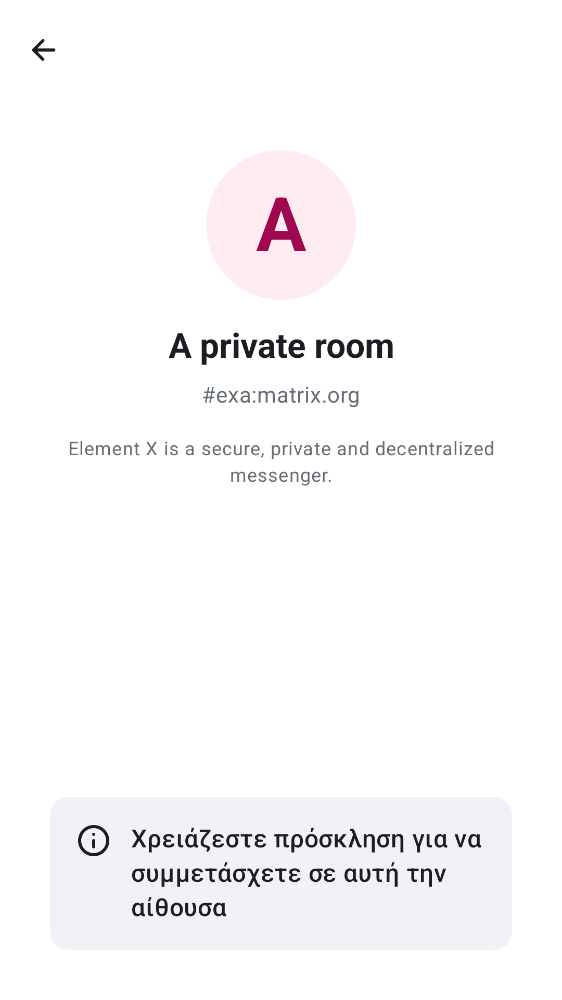 A
A private room
#exa:matrix.org
Element X is a secure, private and decentralized
messenger.
Χρειάζεστε πρόσκληση για να
συμμετάσχετε σε αυτή την
αίθουσα